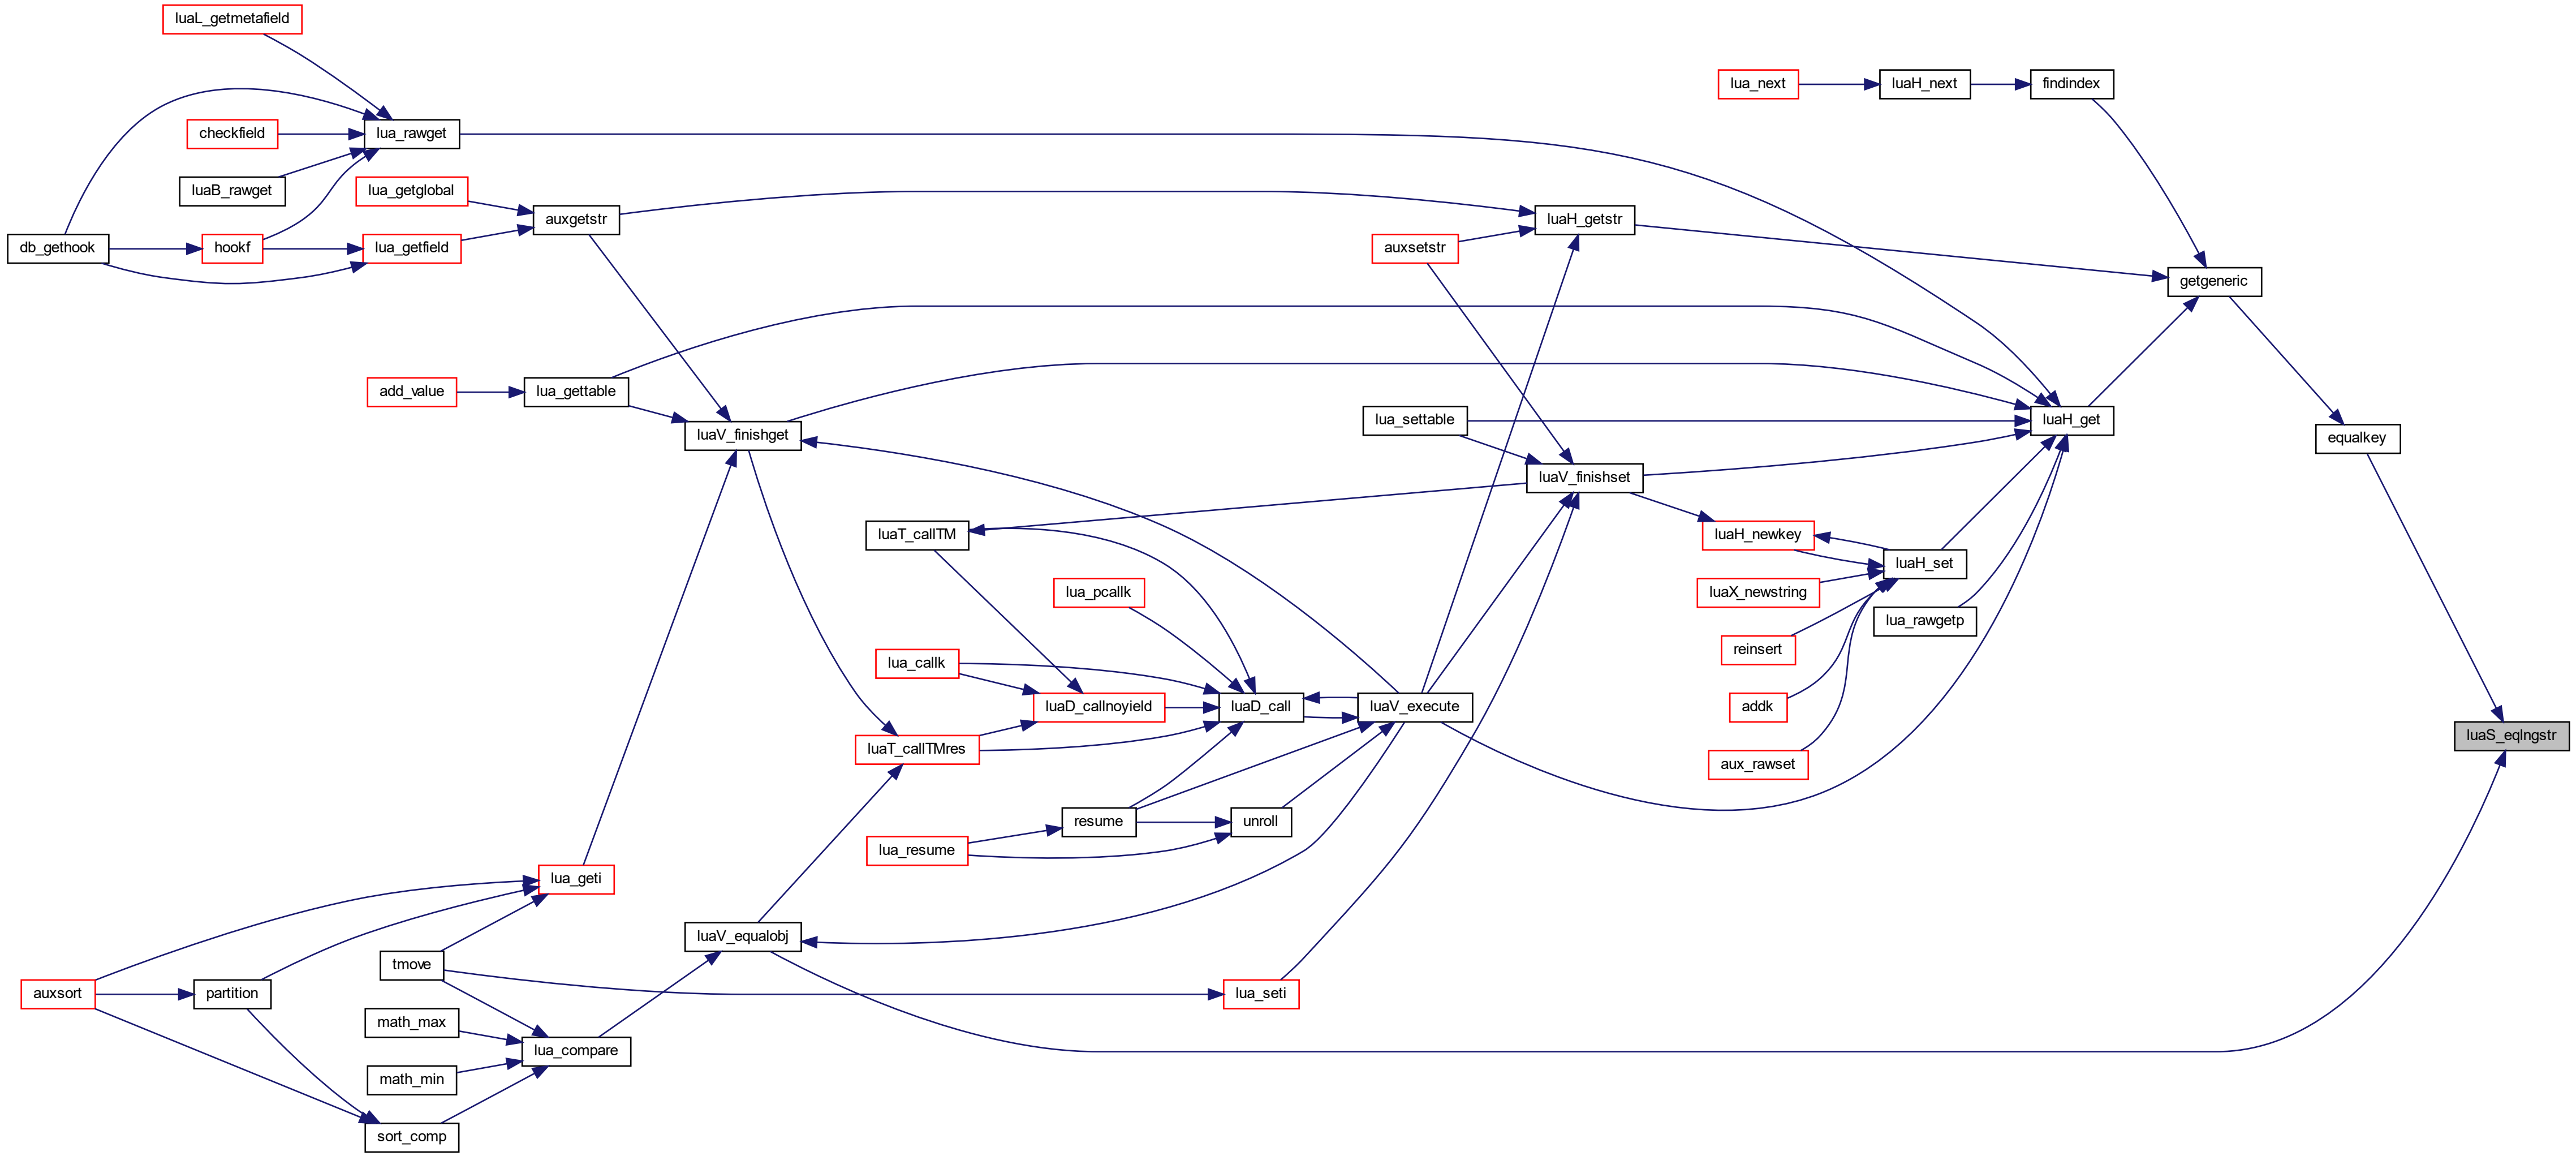 luaL_getmetafield
lua_next
luaH_next
findindex
checkfield
lua_rawget
luaB_rawget
lua_getglobal
auxgetstr
luaH_getstr
db_gethook
hookf
lua_getfield
auxsetstr
getgeneric
add_value
lua_gettable
lua_settable
luaH_get
luaV_finishget
equalkey
luaV_finishset
luaT_callTM
luaH_newkey
luaH_set
lua_pcallk
luaX_newstring
lua_rawgetp
reinsert
lua_callk
luaD_callnoyield
luaD_call
luaV_execute
addk
luaT_callTMres
luaS_eqlngstr
aux_rawset
resume
unroll
lua_resume
lua_geti
luaV_equalobj
tmove
auxsort
partition
lua_seti
math_max
lua_compare
math_min
sort_comp